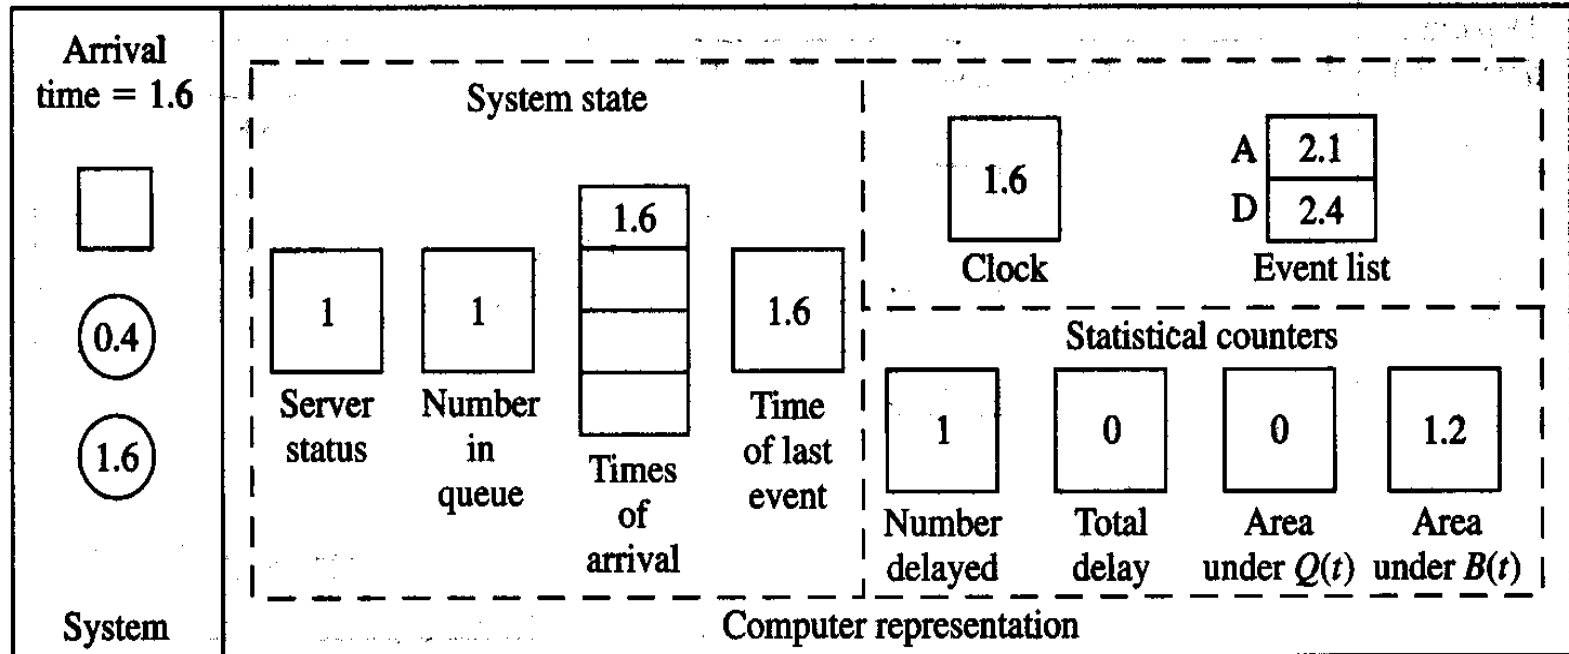 Arrival
time = 1.6
0.4
1.6
System
System state
1
Server
status
1
Number
in
queue
1.6
Times
of
arrival
1.6
Time
of last
event
1.6
Clock
A 2.1
D 2.4
Event list
Statistical counters
1
Number
delayed
0
Total
delay
0
Area
under Q(t)
1.2
Area
under B(t)
Computer representation